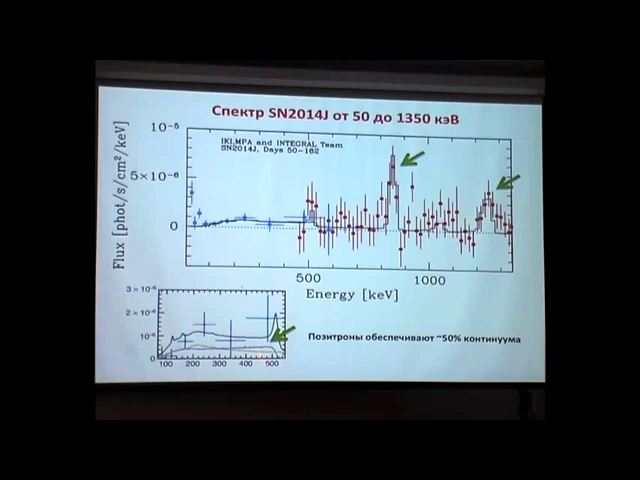 Спектр SN2014J от 50 до 1350 кэВ
IKI,MPA and INTEGRAL Team
SN2014J, Days 50-162
Flux [phot/s/cm²/keV]
10⁻⁵
5×10⁻⁶
0
500
1000
Energy [keV]
3 × 10⁻⁶
2 × 10⁻⁶
10⁻⁶
0
100 200 300 400 500
Позитроны обеспечивают ~50% континуума